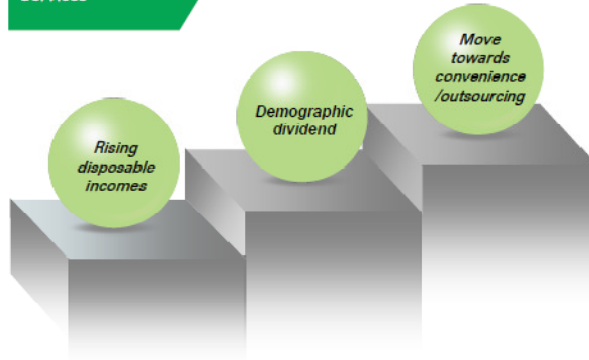 Rising
disposable
incomes
Demographic
dividend
Move
towards
convenience
/outsourcing